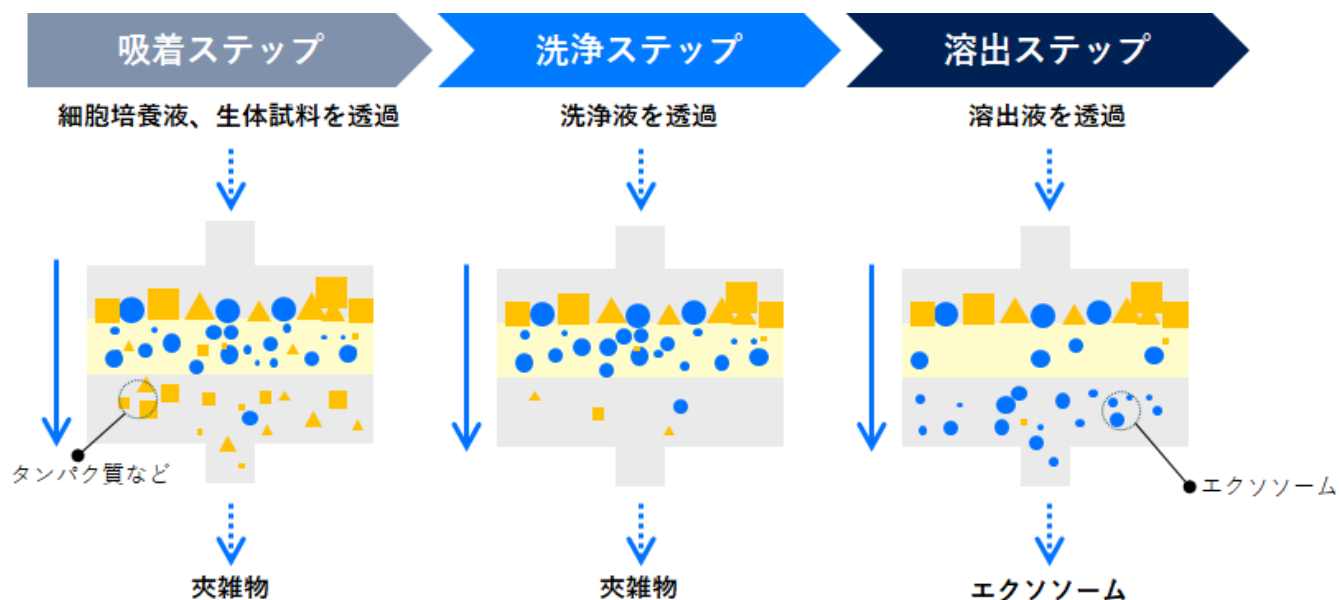 吸着ステップ
洗浄ステップ
溶出ステップ
細胞培養液、生体試料を透過
洗浄液を透過
溶出液を透過
タンパク質など
エクソソーム
夾雑物
夾雑物
エクソソーム